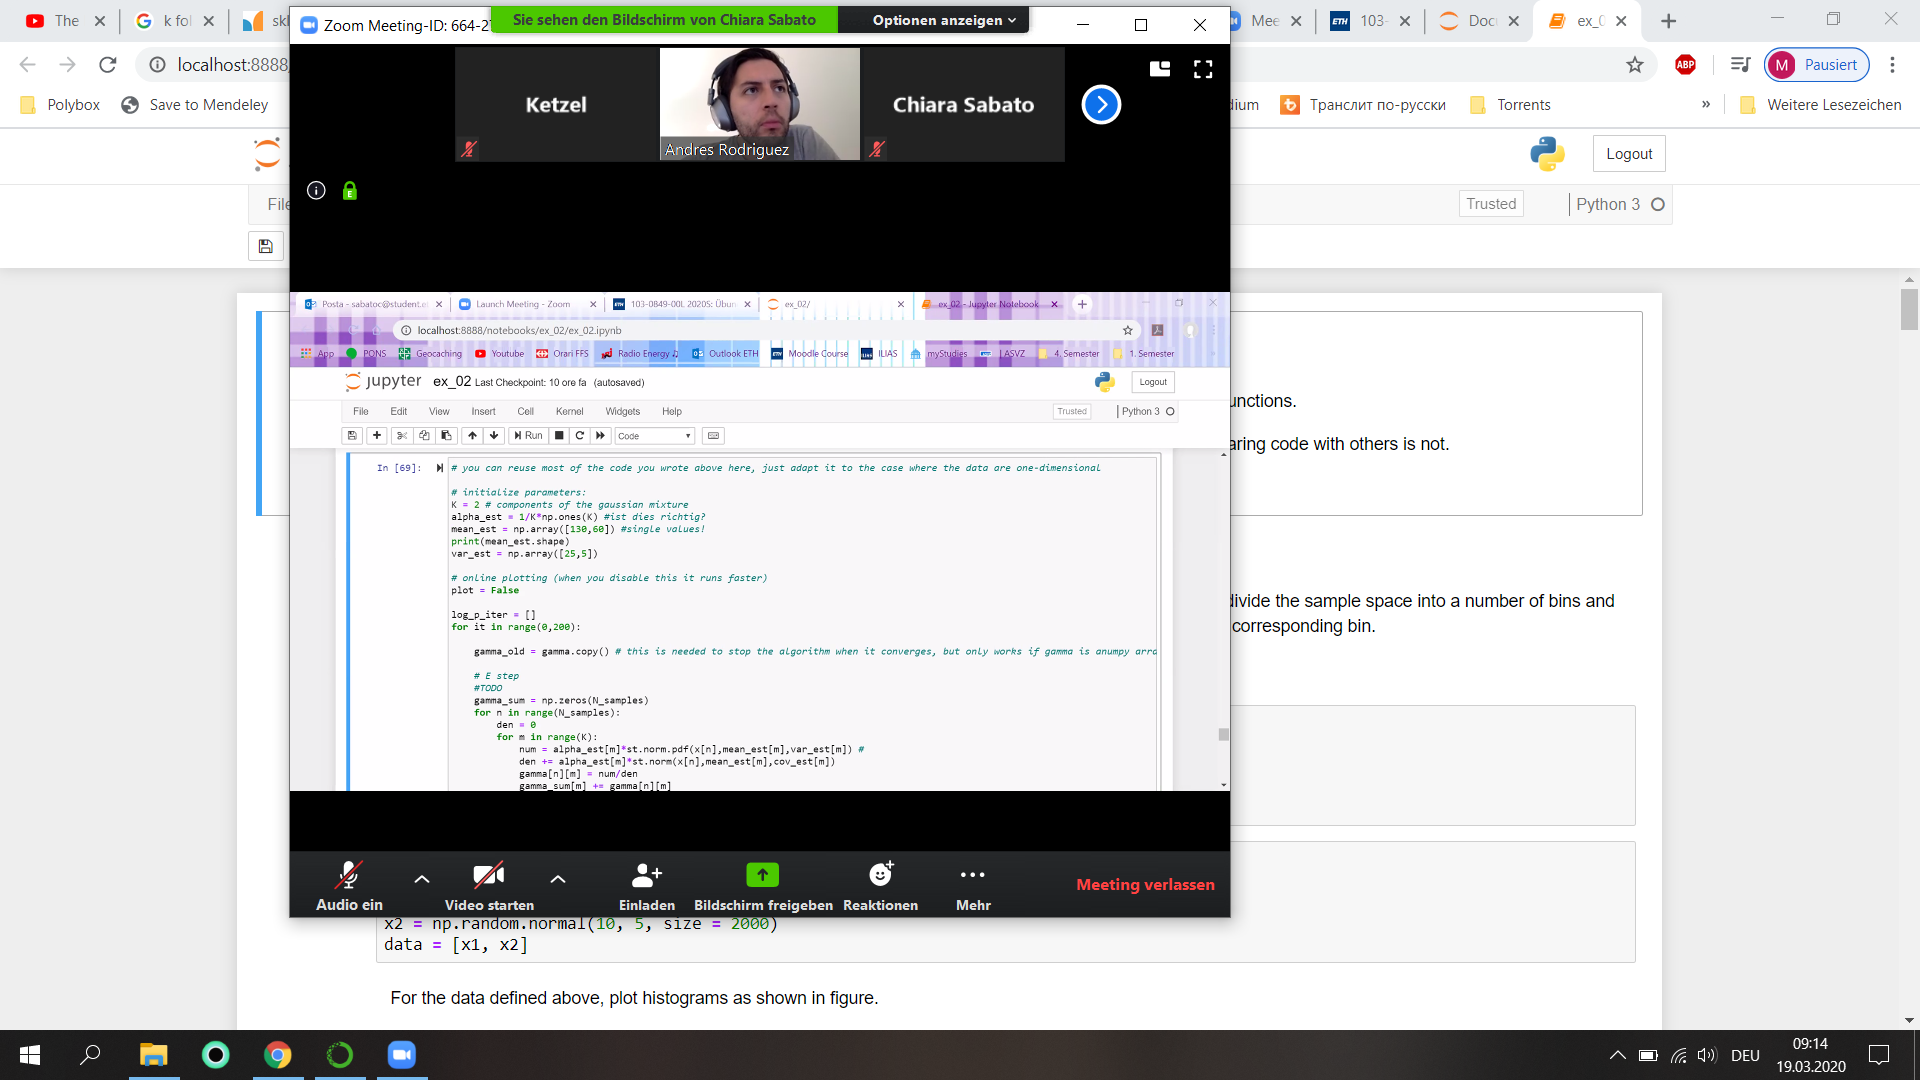 The
k fol
Zoom Meeting-ID: 664-2
Sie sehen den Bildschirm von Chiara Sabato
Optionen anzeigen
Mee
ETH 103-
Doc
ex_0
localhost:8888
ABP
M Pausiert
Polybox
Save to Mendeley
dium
Транслит по-русски
Torrents
»
Weitere Lesezeichen
Ketzel
Andres Rodriguez
Chiara Sabato
Logout
File
Trusted
Python 3
Posta - sabatoc@student.e
Launch Meeting - Zoom
103-0849-00L 2020S: Übun
ex_02/
ex_02 - Jupyter Notebook
localhost:8888/notebooks/ex_02/ex_02.ipynb
App
PONS
Geocaching
Youtube
Orari FFS
Radio Energy
Outlook ETH
Moodle Course
ILIAS
myStudies
ASVZ
4. Semester
1. Semester
jupyter ex_02 Last Checkpoint: 10 ore fa (autosaved)
Logout
File Edit View Insert Cell Kernel Widgets Help
Trusted
Python 3
Run
Code
In [69]:
# you can reuse most of the code you wrote above here, just adapt it to the case where the data are one-dimensional
# initialize parameters:
K = 2 # components of the gaussian mixture
alpha_est = 1/K*np.ones(K) #ist dies richtig?
mean_est = np.array([130,60]) #single values!
print(mean_est.shape)
var_est = np.array([25,5])
# online plotting (when you disable this it runs faster)
plot = False
log_p_iter = []
for it in range(0,200):
gamma_old = gamma.copy() # this is needed to stop the algorithm when it converges, but only works if gamma is anumpy arra
# E step
#TODO
gamma_sum = np.zeros(N_samples)
for n in range(N_samples):
den = 0
for m in range(K):
num = alpha_est[m]*st.norm.pdf(x[n],mean_est[m],var_est[m]) #
den += alpha_est[m]*st.norm(x[n],mean_est[m],cov_est[m])
gamma[n][m] = num/den
gamma_sum[m] += gamma[n][m]
unctions.
aring code with others is not.
divide the sample space into a number of bins and
corresponding bin.
Audio ein
Video starten
Einladen
Bildschirm freigeben
Reaktionen
Mehr
Meeting verlassen
x2 = np.random.normal(10, 5, size = 2000)
data = [x1, x2]
For the data defined above, plot histograms as shown in figure.
DEU
09:14
19.03.2020